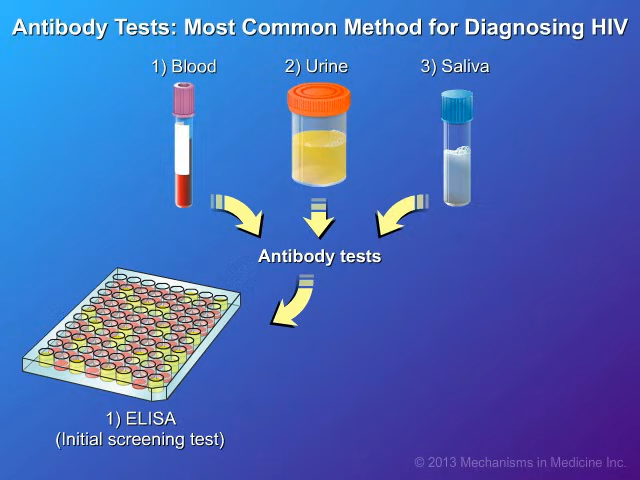 Antibody Tests: Most Common Method for Diagnosing HIV
1) Blood
2) Urine
3) Saliva
Antibody tests
1) ELISA
(Initial screening test)
© 2013 Mechanisms in Medicine Inc.